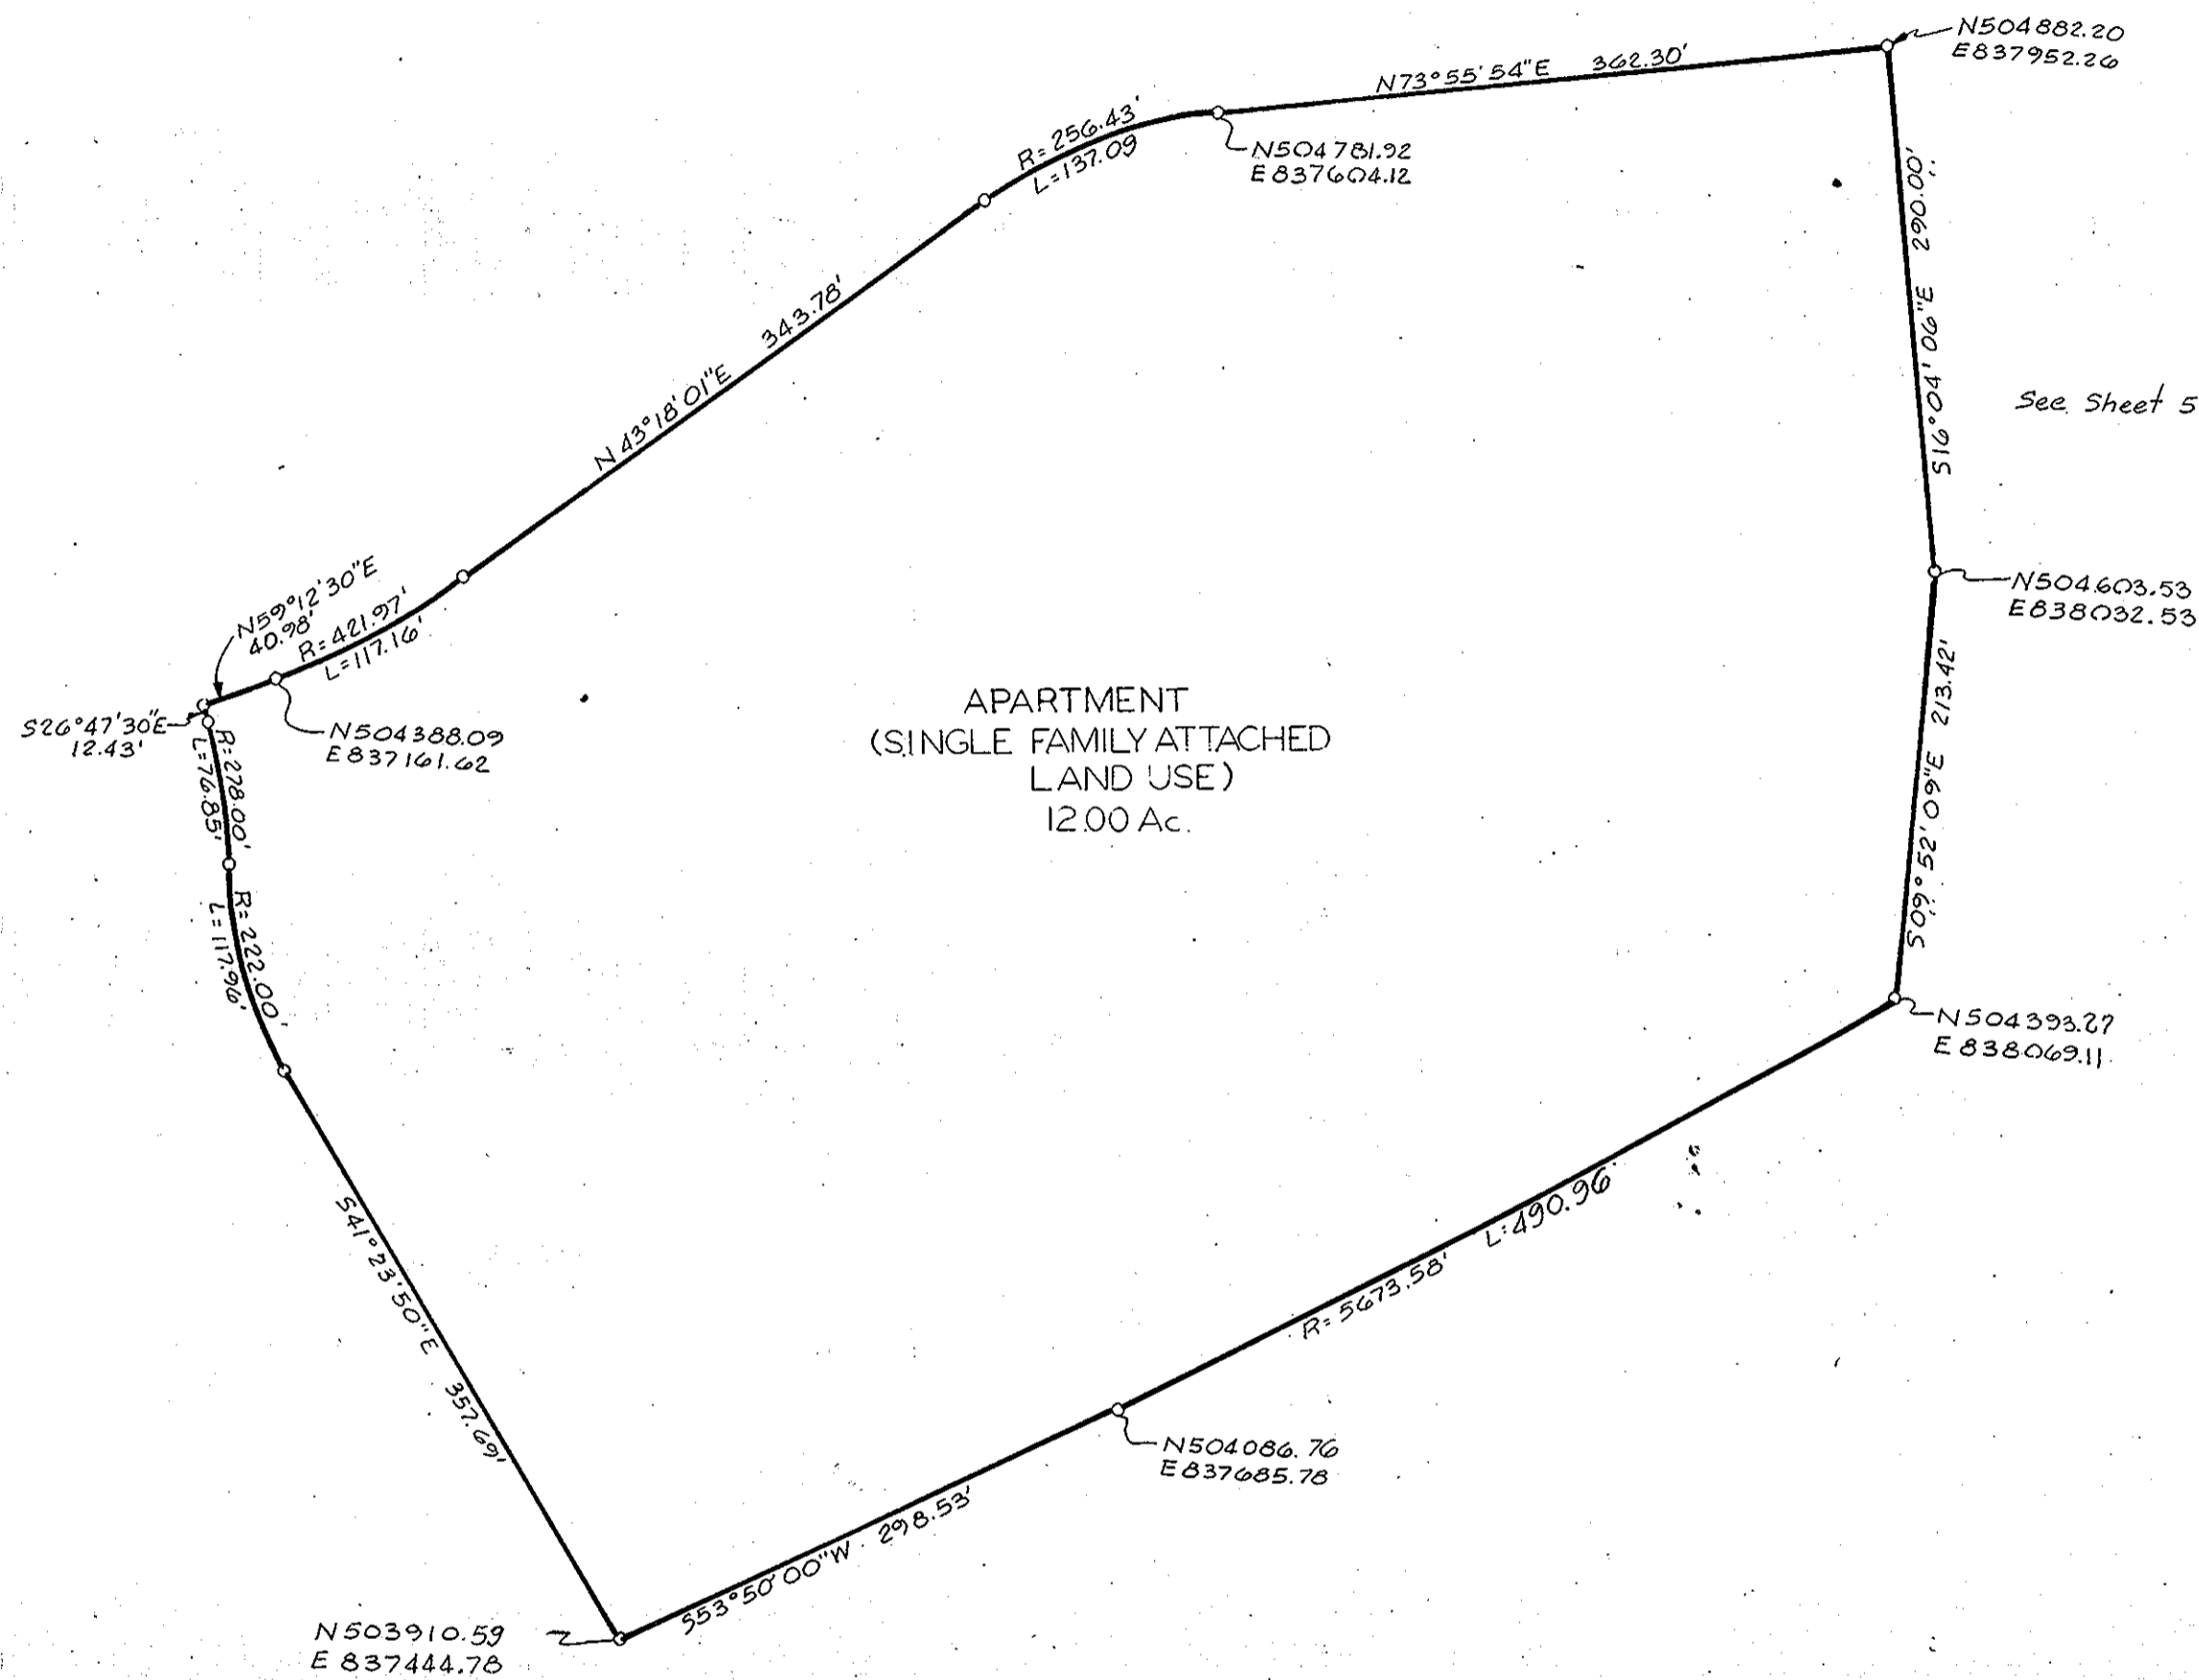 N504882.20
E837952.26
N73°55'54"E 362.30'
R=256.43'
L=137.09
N504781.92
E837604.12
S16°04'06"E 290.00'
See Sheet 5
N43°18'01"E 343.78'
N504603.53
E838032.53
N59°12'30"E
40.98'
R=421.97'
L=117.16'
S26°47'30"E
12.43'
N504388.09
E837161.62
R=278.00'
L=76.85'
APARTMENT
(SINGLE FAMILY ATTACHED
LAND USE)
12.00 Ac.
S09°52'09"E 213.42'
R=222.00'
L=117.96'
N504393.27
E838069.11
S41°23'50"E 357.69'
R=5673.58' L=490.96'
N504086.76
E837685.78
S53°50'00"W 298.53'
N503910.59
E837444.78